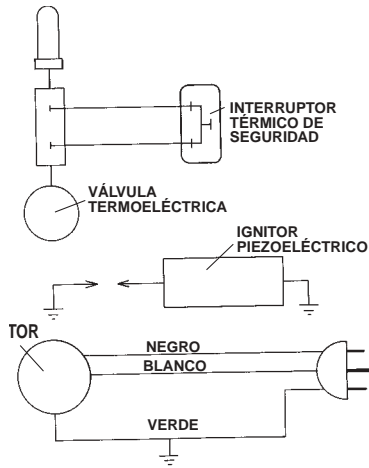 INTERRUPTOR
TÉRMICO DE
SEGURIDAD
VÁLVULA
TERMOELÉCTRICA
IGNITOR
PIEZOELÉCTRICO
TOR
NEGRO
BLANCO
VERDE